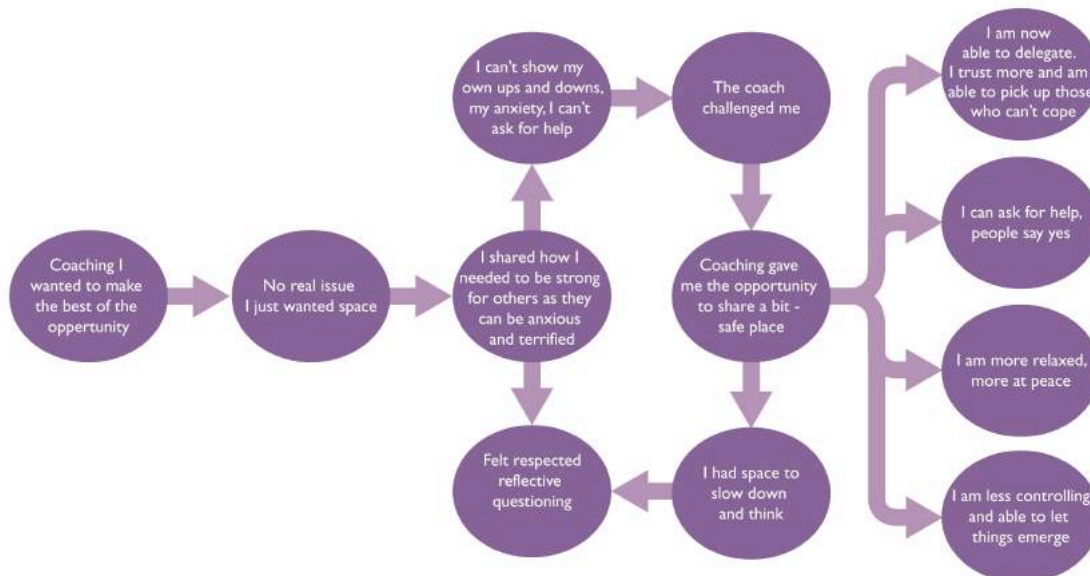 Coaching I
wanted to make
the best of the
oppertunity
No real issue
I just wanted space
I shared how I
needed to be strong
for others as they
can be anxious
and terrified
I can't show my
own ups and downs,
my anxiety, I can't
ask for help
The coach
challenged me
Coaching gave
me the opportunity
to share a bit -
safe place
I had space to
slow down
and think
Felt respected
reflective
questioning
I am now
able to delegate.
I trust more and am
able to pick up those
who can't cope
I can ask for help,
people say yes
I am more relaxed,
more at peace
I am less controlling
and able to let
things emerge